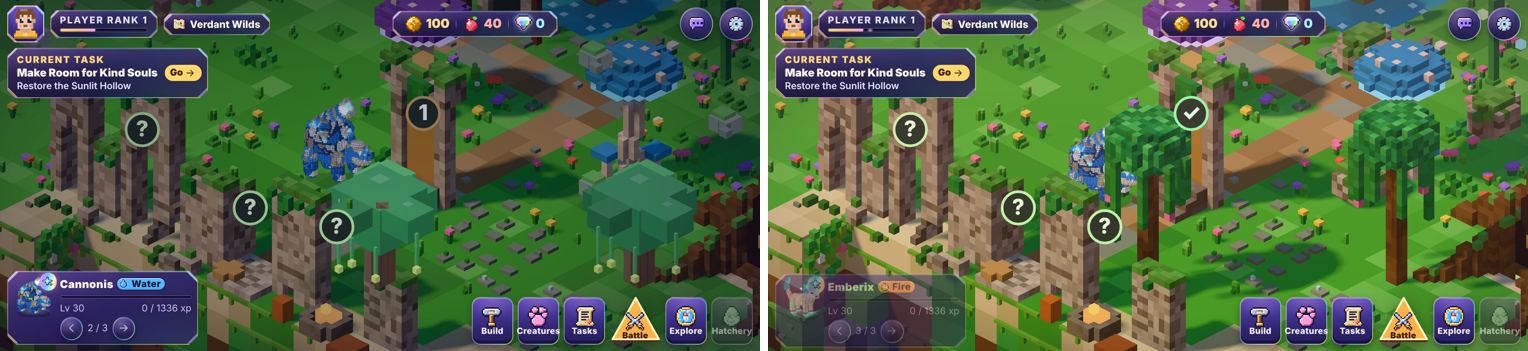 PLAYER RANK 1
Verdant Wilds
100
40
0
CURRENT TASK
Make Room for Kind Souls
Restore the Sunlit Hollow
Go →
?
1
?
?
Cannonis
Water
Lv 30
0 / 1336 xp
2 / 3
Build
Creatures
Tasks
Battle
Explore
Hatchery
PLAYER RANK 1
Verdant Wilds
100
40
0
CURRENT TASK
Make Room for Kind Souls
Restore the Sunlit Hollow
Go →
?
?
?
Emberix
Fire
Lv 30
0 / 1336 xp
3 / 3
Build
Creatures
Tasks
Battle
Explore
Hatchery